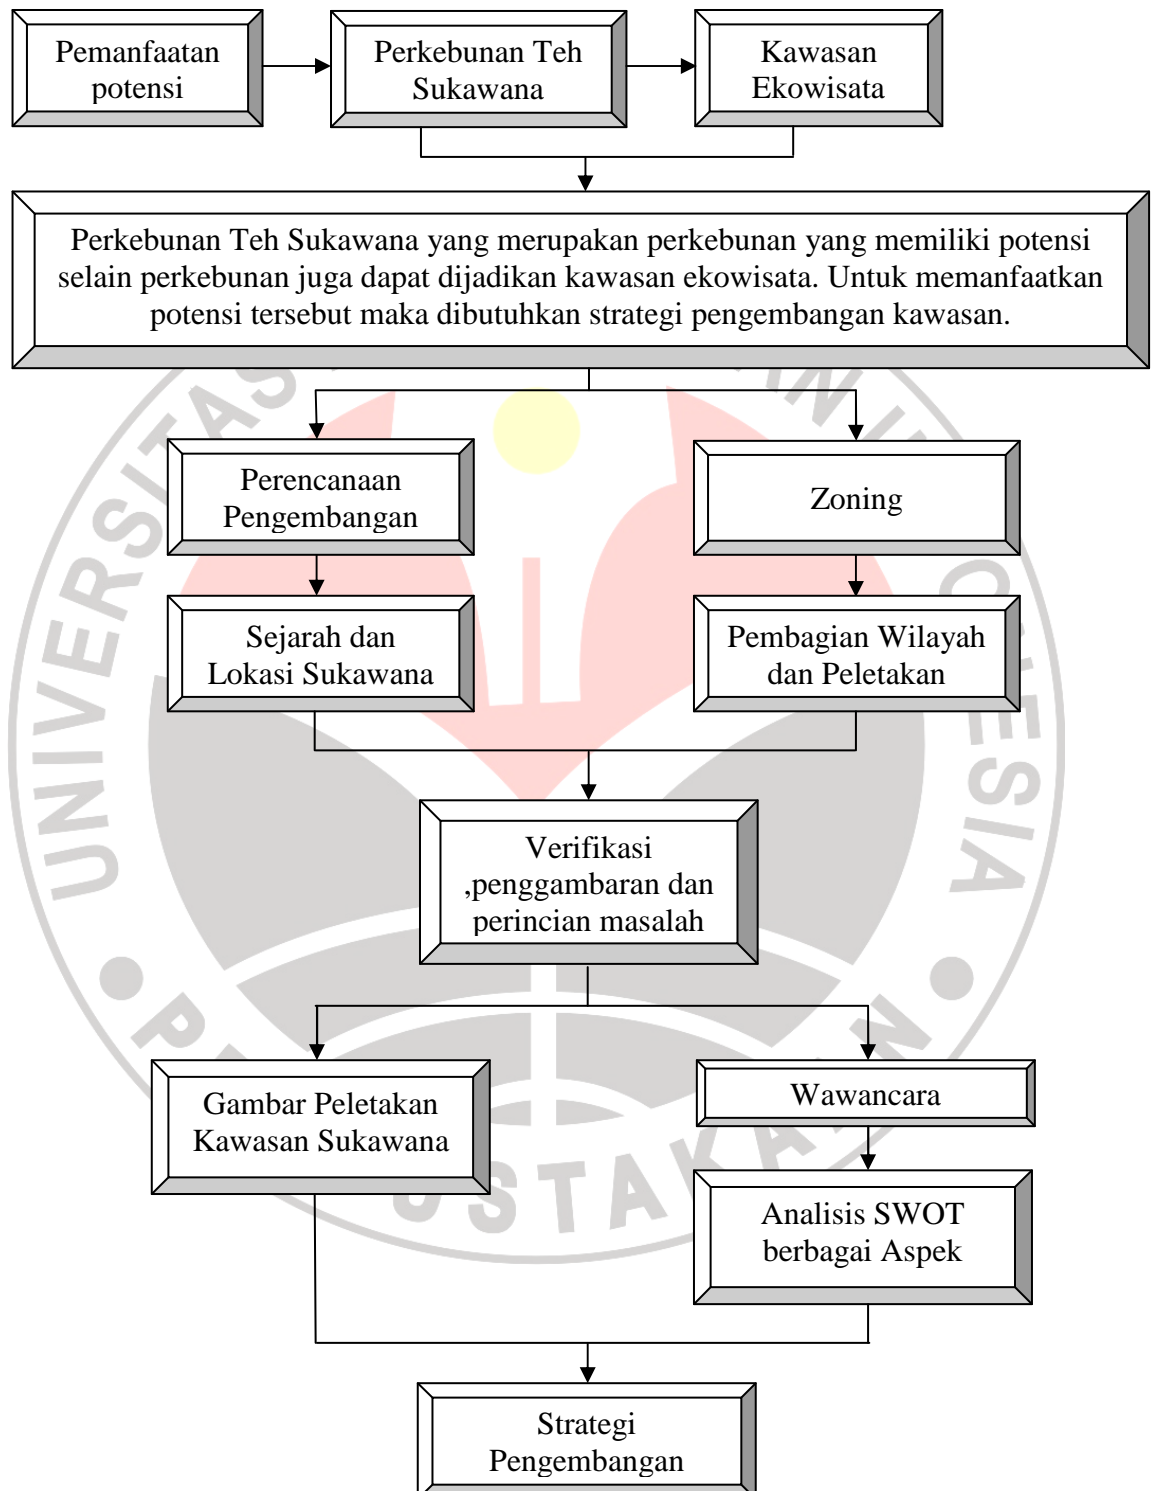 Pemanfaatan
potensi
Perkebunan Teh
Sukawana
Kawasan
Ekowisata
Perkebunan Teh Sukawana yang merupakan perkebunan yang memiliki potensi
selain perkebunan juga dapat dijadikan kawasan ekowisata. Untuk memanfaatkan
potensi tersebut maka dibutuhkan strategi pengembangan kawasan.
Perencanaan
Pengembangan
Zoning
Sejarah dan
Lokasi Sukawana
Pembagian Wilayah
dan Peletakan
Verifikasi
,penggambaran dan
perincian masalah
Gambar Peletakan
Kawasan Sukawana
Wawancara
Analisis SWOT
berbagai Aspek
Strategi
Pengembangan
UNIVERSITAS